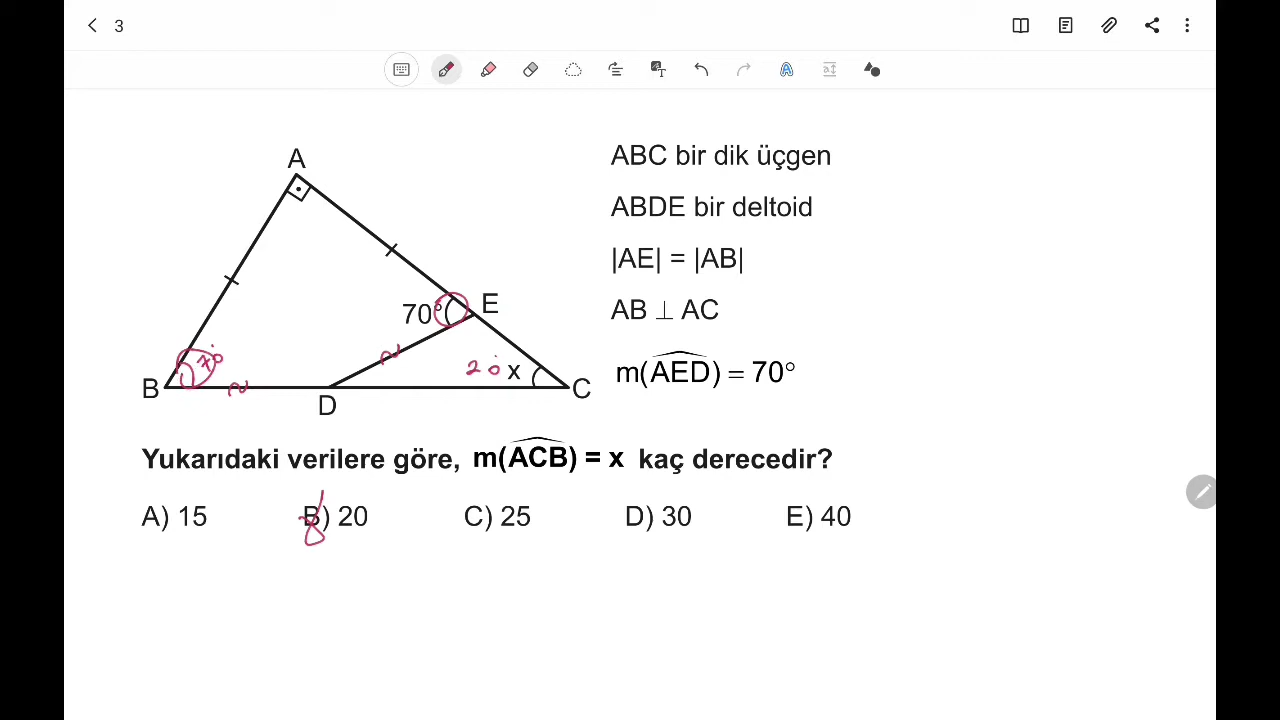 3
A
ABC bir dik üçgen
ABDE bir deltoid
|AE| = |AB|
70° E
AB ⊥ AC
70°
20 x
m(AED) = 70°
B D C
Yukarıdaki verilere göre, m(ACB) = x kaç derecedir?
A) 15 B) 20 C) 25 D) 30 E) 40